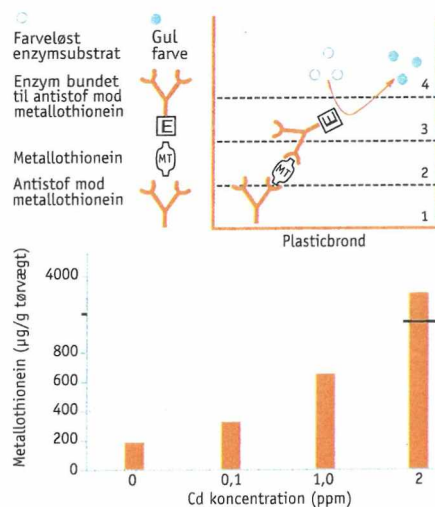 Farveløst
enzymsubstrat
Gul
farve
Enzym bundet
til antistof mod
metallothionein
E
Metallothionein
MT
Antistof mod
metallothionein
4
E
3
MT
2
1
Plasticbrond
Metallothionein (µg/g tørvægt)
4000
800
600
400
200
0
0
0,1
1,0
2
Cd koncentration (ppm)